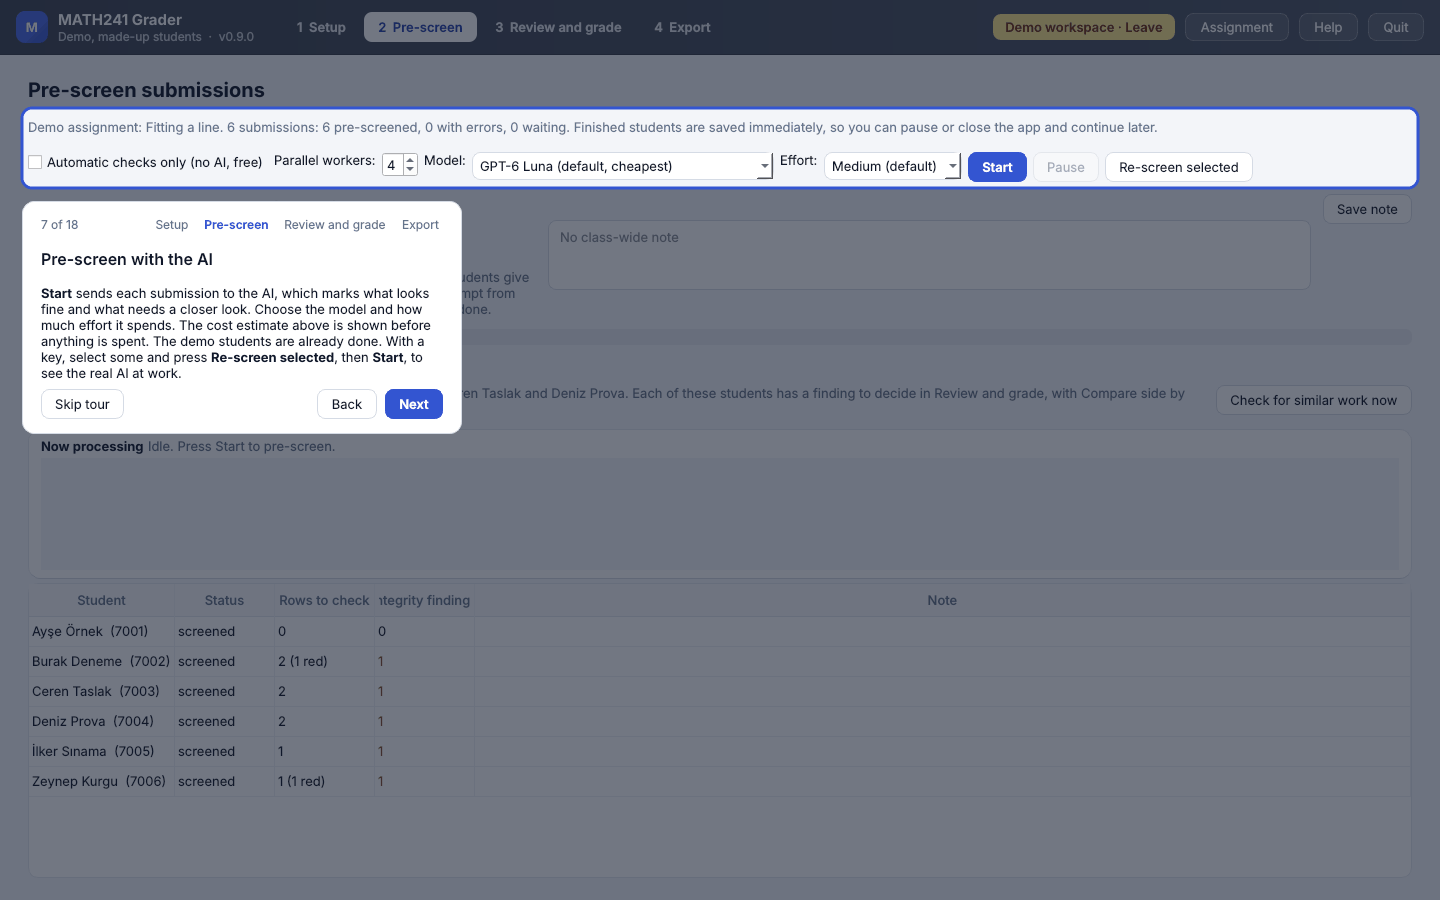 M
MATH241 Grader
Demo, made-up students · v0.9.0
1 Setup
2 Pre-screen
3 Review and grade
4 Export
Demo workspace · Leave
Assignment
Help
Quit
Pre-screen submissions
Demo assignment: Fitting a line. 6 submissions: 6 pre-screened, 0 with errors, 0 waiting. Finished students are saved immediately, so you can pause or close the app and continue later.
Automatic checks only (no AI, free)
Parallel workers:
4
Model:
GPT-6 Luna (default, cheapest)
Effort:
Medium (default)
Start
Pause
Re-screen selected
Save note
No class-wide note
udents give
mpt from
done.
7 of 18
Setup
Pre-screen
Review and grade
Export
Pre-screen with the AI
Start sends each submission to the AI, which marks what looks
fine and what needs a closer look. Choose the model and how
much effort it spends. The cost estimate above is shown before
anything is spent. The demo students are already done. With a
key, select some and press Re-screen selected, then Start, to
see the real AI at work.
Skip tour
Back
Next
en Taslak and Deniz Prova. Each of these students has a finding to decide in Review and grade, with Compare side by
Check for similar work now
Now processing Idle. Press Start to pre-screen.
Student Status Rows to check ntegrity finding Note
Ayşe Örnek (7001) screened 0 0
Burak Deneme (7002) screened 2 (1 red) 1
Ceren Taslak (7003) screened 2 1
Deniz Prova (7004) screened 2 1
İlker Sınama (7005) screened 1 1
Zeynep Kurgu (7006) screened 1 (1 red) 1